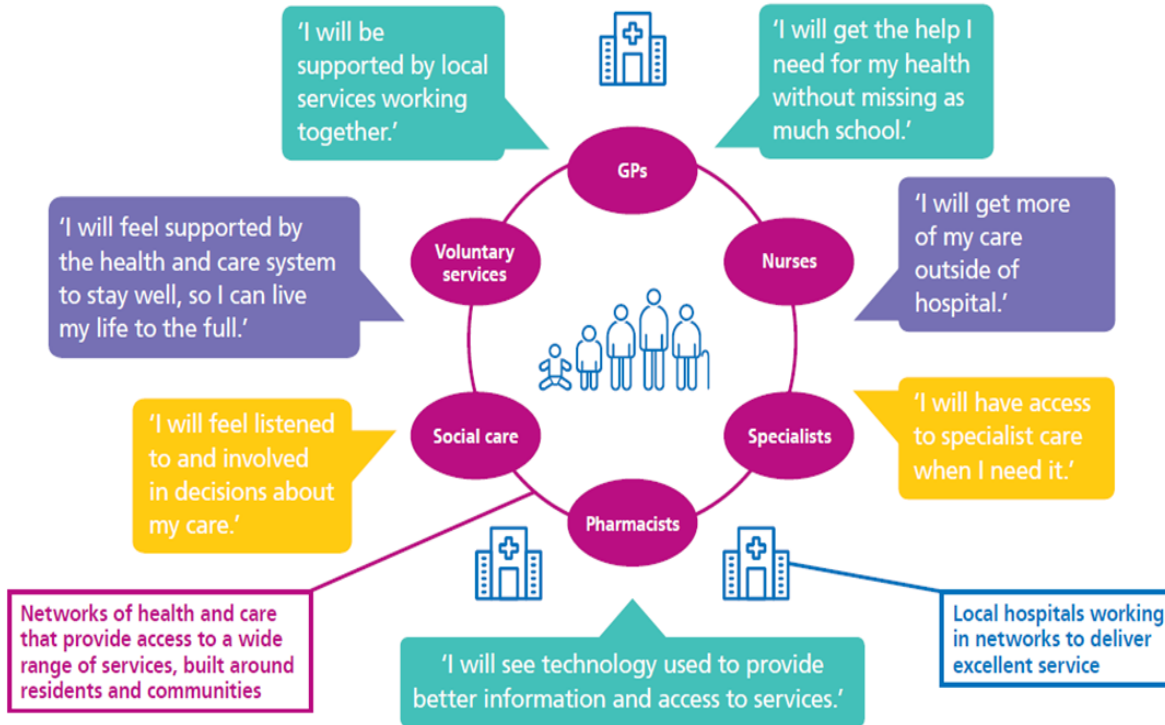 ‘I will be
supported by local
services working
together.’
‘I will get the help I
need for my health
without missing as
much school.’
GPs
‘I will feel supported by
the health and care system
to stay well, so I can live
my life to the full.’
Voluntary
services
Nurses
‘I will get more
of my care
outside of
hospital.’
‘I will feel listened
to and involved
in decisions about
my care.’
Social care
Specialists
‘I will have access
to specialist care
when I need it.’
Pharmacists
Networks of health and care
that provide access to a wide
range of services, built around
residents and communities
‘I will see technology used to provide
better information and access to services.’
Local hospitals working
in networks to deliver
excellent service